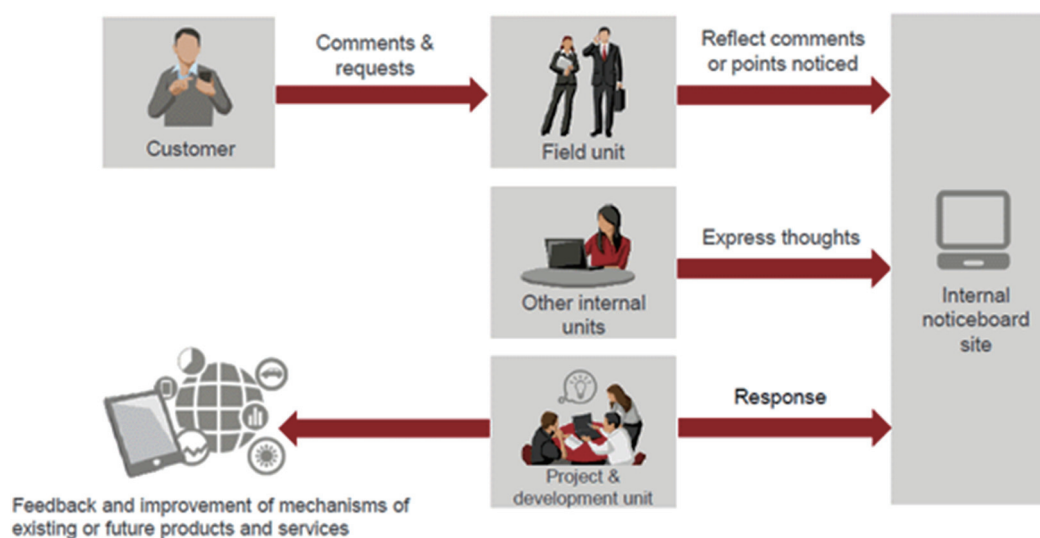 Comments &
requests
Reflect comments
or points noticed
Customer
Field unit
Express thoughts
Other internal
units
Internal
noticeboard
site
Response
Project &
development unit
Feedback and improvement of mechanisms of
existing or future products and services